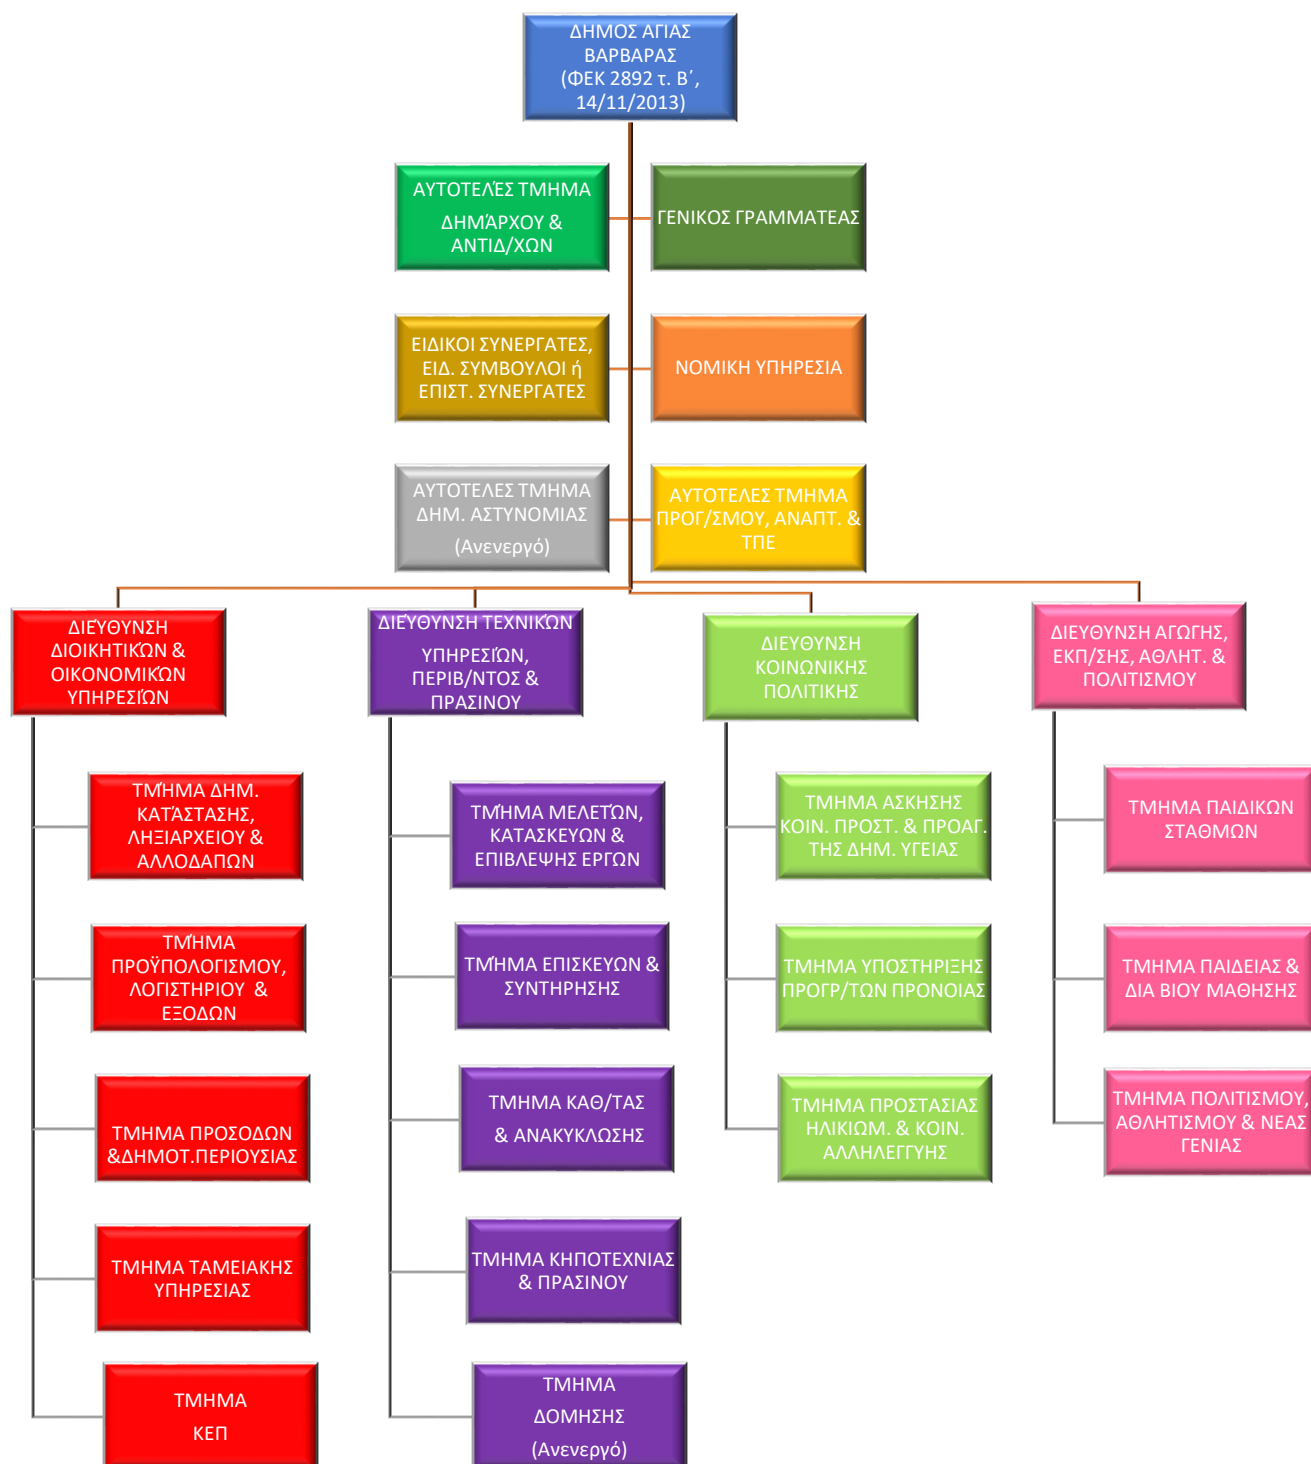 ΔΗΜΟΣ ΑΓΙΑΣ
ΒΑΡΒΑΡΑΣ
(ΦΕΚ 2892 τ. Β΄,
14/11/2013)
ΑΥΤΟΤΕΛΈΣ ΤΜΗΜΑ
ΔΗΜΆΡΧΟΥ &
ΑΝΤΙΔ/ΧΩΝ
ΓΕΝΙΚΟΣ ΓΡΑΜΜΑΤΕΑΣ
ΕΙΔΙΚΟΙ ΣΥΝΕΡΓΑΤΕΣ,
ΕΙΔ. ΣΥΜΒΟΥΛΟΙ ή
ΕΠΙΣΤ. ΣΥΝΕΡΓΑΤΕΣ
ΝΟΜΙΚΗ ΥΠΗΡΕΣΙΑ
ΑΥΤΟΤΕΛΕΣ ΤΜΗΜΑ
ΔΗΜ. ΑΣΤΥΝΟΜΙΑΣ
(Ανενεργό)
ΑΥΤΟΤΕΛΕΣ ΤΜΗΜΑ
ΠΡΟΓ/ΣΜΟΥ, ΑΝΑΠΤ. &
ΤΠΕ
ΔΙΕΎΘΥΝΣΗ
ΔΙΟΙΚΗΤΙΚΏΝ &
ΟΙΚΟΝΟΜΙΚΏΝ
ΥΠΗΡΕΣΙΏΝ
ΔΙΕΎΘΥΝΣΗ ΤΕΧΝΙΚΏΝ
ΥΠΗΡΕΣΙΏΝ,
ΠΕΡΙΒ/ΝΤΟΣ &
ΠΡΑΣΙΝΟΥ
ΔΙΕΥΘΥΝΣΗ
ΚΟΙΝΩΝΙΚΗΣ
ΠΟΛΙΤΙΚΗΣ
ΔΙΕΥΘΥΝΣΗ ΑΓΩΓΗΣ,
ΕΚΠ/ΣΗΣ, ΑΘΛΗΤ. &
ΠΟΛΙΤΙΣΜΟΥ
ΤΜΉΜΑ ΔΗΜ.
ΚΑΤΆΣΤΑΣΗΣ,
ΛΗΞΙΑΡΧΕΙΟΥ &
ΑΛΛΟΔΑΠΩΝ
ΤΜΉΜΑ
ΠΡΟΫΠΟΛΟΓΙΣΜΟΥ,
ΛΟΓΙΣΤΗΡΙΟΥ &
ΕΞΟΔΩΝ
ΤΜΗΜΑ ΠΡΟΣΟΔΩΝ
&ΔΗΜΟΤ.ΠΕΡΙΟΥΣΙΑΣ
ΤΜΗΜΑ ΤΑΜΕΙΑΚΗΣ
ΥΠΗΡΕΣΙΑΣ
ΤΜΗΜΑ
ΚΕΠ
ΤΜΉΜΑ ΜΕΛΕΤΏΝ,
ΚΑΤΑΣΚΕΥΩΝ &
ΕΠΙΒΛΕΨΗΣ ΕΡΓΩΝ
ΤΜΉΜΑ ΕΠΙΣΚΕΥΩΝ &
ΣΥΝΤΗΡΗΣΗΣ
ΤΜΗΜΑ ΚΑΘ/ΤΑΣ
& ΑΝΑΚΥΚΛΩΣΗΣ
ΤΜΗΜΑ ΚΗΠΟΤΕΧΝΙΑΣ
& ΠΡΑΣΙΝΟΥ
ΤΜΗΜΑ
ΔΟΜΗΣΗΣ
(Ανενεργό)
ΤΜΗΜΑ ΑΣΚΗΣΗΣ
ΚΟΙΝ. ΠΡΟΣΤ. & ΠΡΟΑΓ.
ΤΗΣ ΔΗΜ. ΥΓΕΙΑΣ
ΤΜΗΜΑ ΥΠΟΣΤΗΡΙΞΗΣ
ΠΡΟΓΡ/ΤΩΝ ΠΡΟΝΟΙΑΣ
ΤΜΗΜΑ ΠΡΟΣΤΑΣΙΑΣ
ΗΛΙΚΙΩΜ. & ΚΟΙΝ.
ΑΛΛΗΛΕΓΓΥΗΣ
ΤΜΗΜΑ ΠΑΙΔΙΚΩΝ
ΣΤΑΘΜΩΝ
ΤΜΗΜΑ ΠΑΙΔΕΙΑΣ &
ΔΙΑ ΒΙΟΥ ΜΑΘΗΣΗΣ
ΤΜΗΜΑ ΠΟΛΙΤΙΣΜΟΥ,
ΑΘΛΗΤΙΣΜΟΥ & ΝΕΑΣ
ΓΕΝΙΑΣ